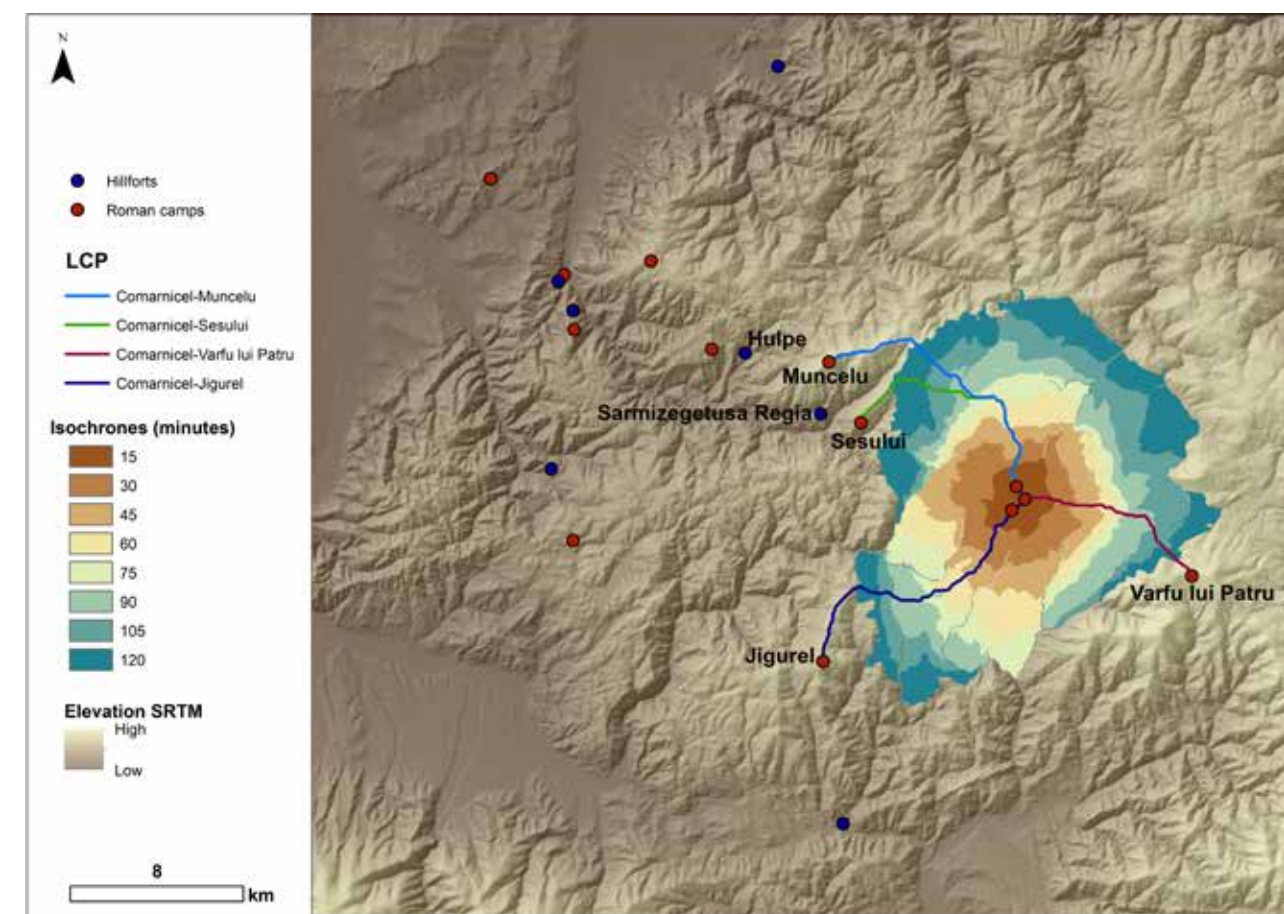 N
Hillforts
Roman camps
LCP
Comarnicel-Muncelu
Comarnicel-Sesului
Comarnicel-Varfu lui Patru
Comarnicel-Jigurel
Isochrones (minutes)
15
30
45
60
75
90
105
120
Elevation SRTM
High
Low
8
km
Hulpe
Muncelu
Sarmizegetusa Regia
Sesului
Varfu lui Patru
Jigurel